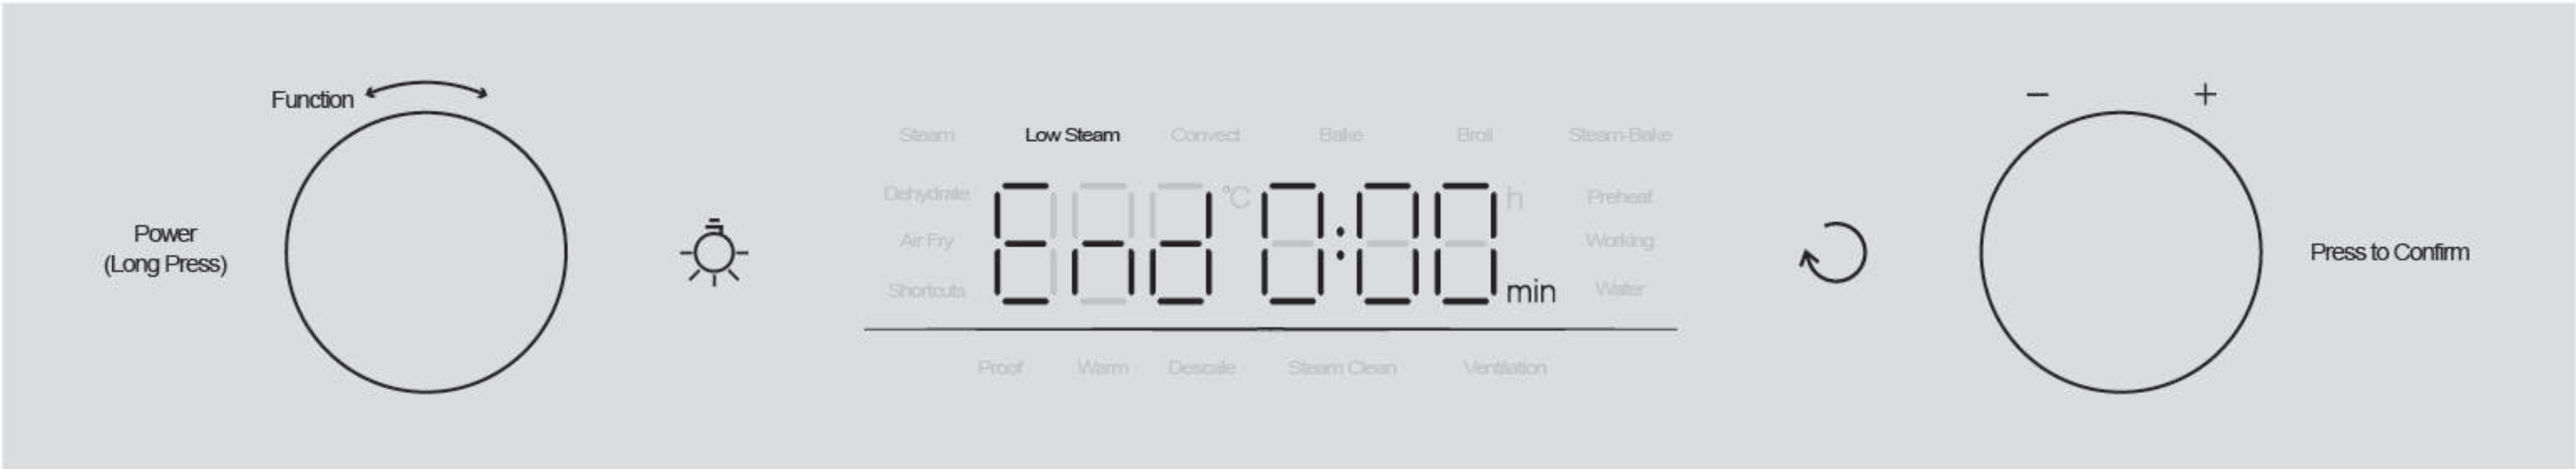 Function
− +
Steam Low Steam Convect Bake Broil Steam-Bake
Dehydrate °C h Preheat
Power
(Long Press)
End 0:00 min
Air Fry Working
Press to Confirm
Shortcuts Water
Proof Warm Descale Steam Clean Ventilation